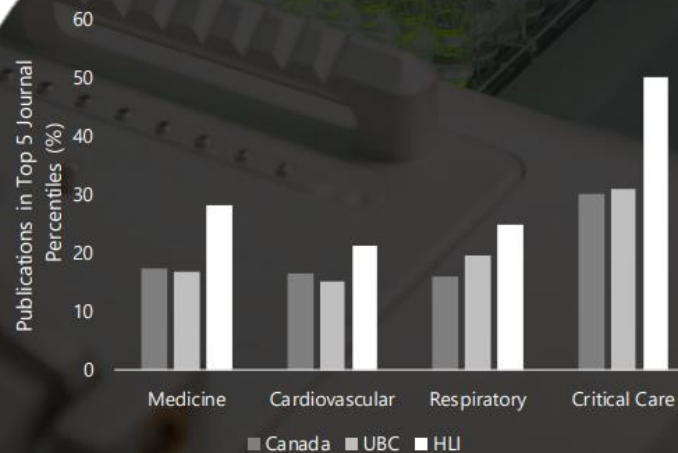 60
50
40
30
20
10
0
Publications in Top 5 Journal
Percentiles (%)
Medicine
Cardiovascular
Respiratory
Critical Care
Canada
UBC
HLI